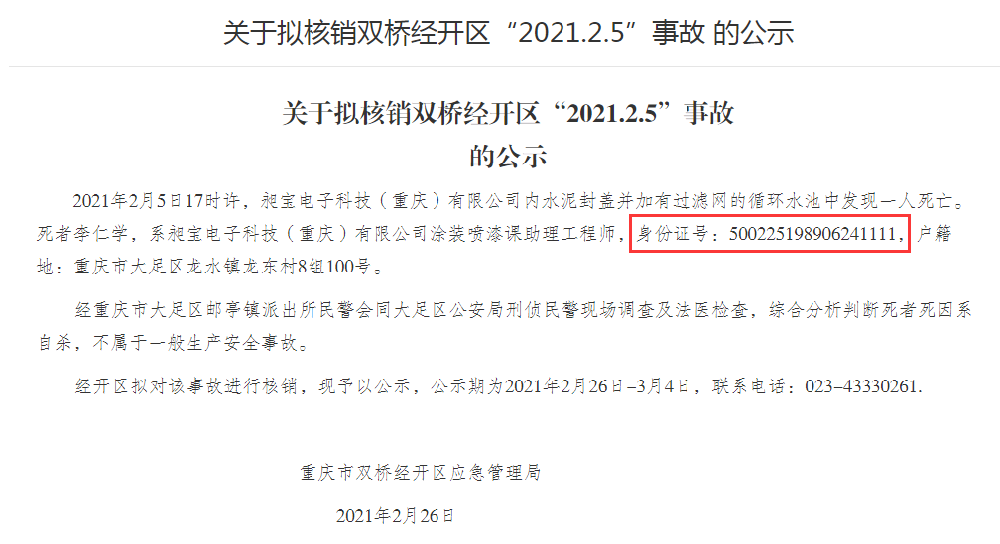 关于拟核销双桥经开区“2021.2.5”事故 的公示
关于拟核销双桥经开区“2021.2.5”事故
的公示
2021年2月5日17时许，昶宝电子科技（重庆）有限公司内水泥封盖并加有过滤网的循环水池中发现一人死亡。
死者李仁学，系昶宝电子科技（重庆）有限公司涂装喷漆课助理工程师，身份证号：500225198906241111，户籍
地：重庆市大足区龙水镇龙东村8组100号。
经重庆市大足区邮亭镇派出所民警会同大足区公安局刑侦民警现场调查及法医检查，综合分析判断死者死因系
自杀，不属于一般生产安全事故。
经开区拟对该事故进行核销，现予以公示，公示期为2021年2月26日–3月4日，联系电话：023–43330261.
重庆市双桥经开区应急管理局
2021年2月26日